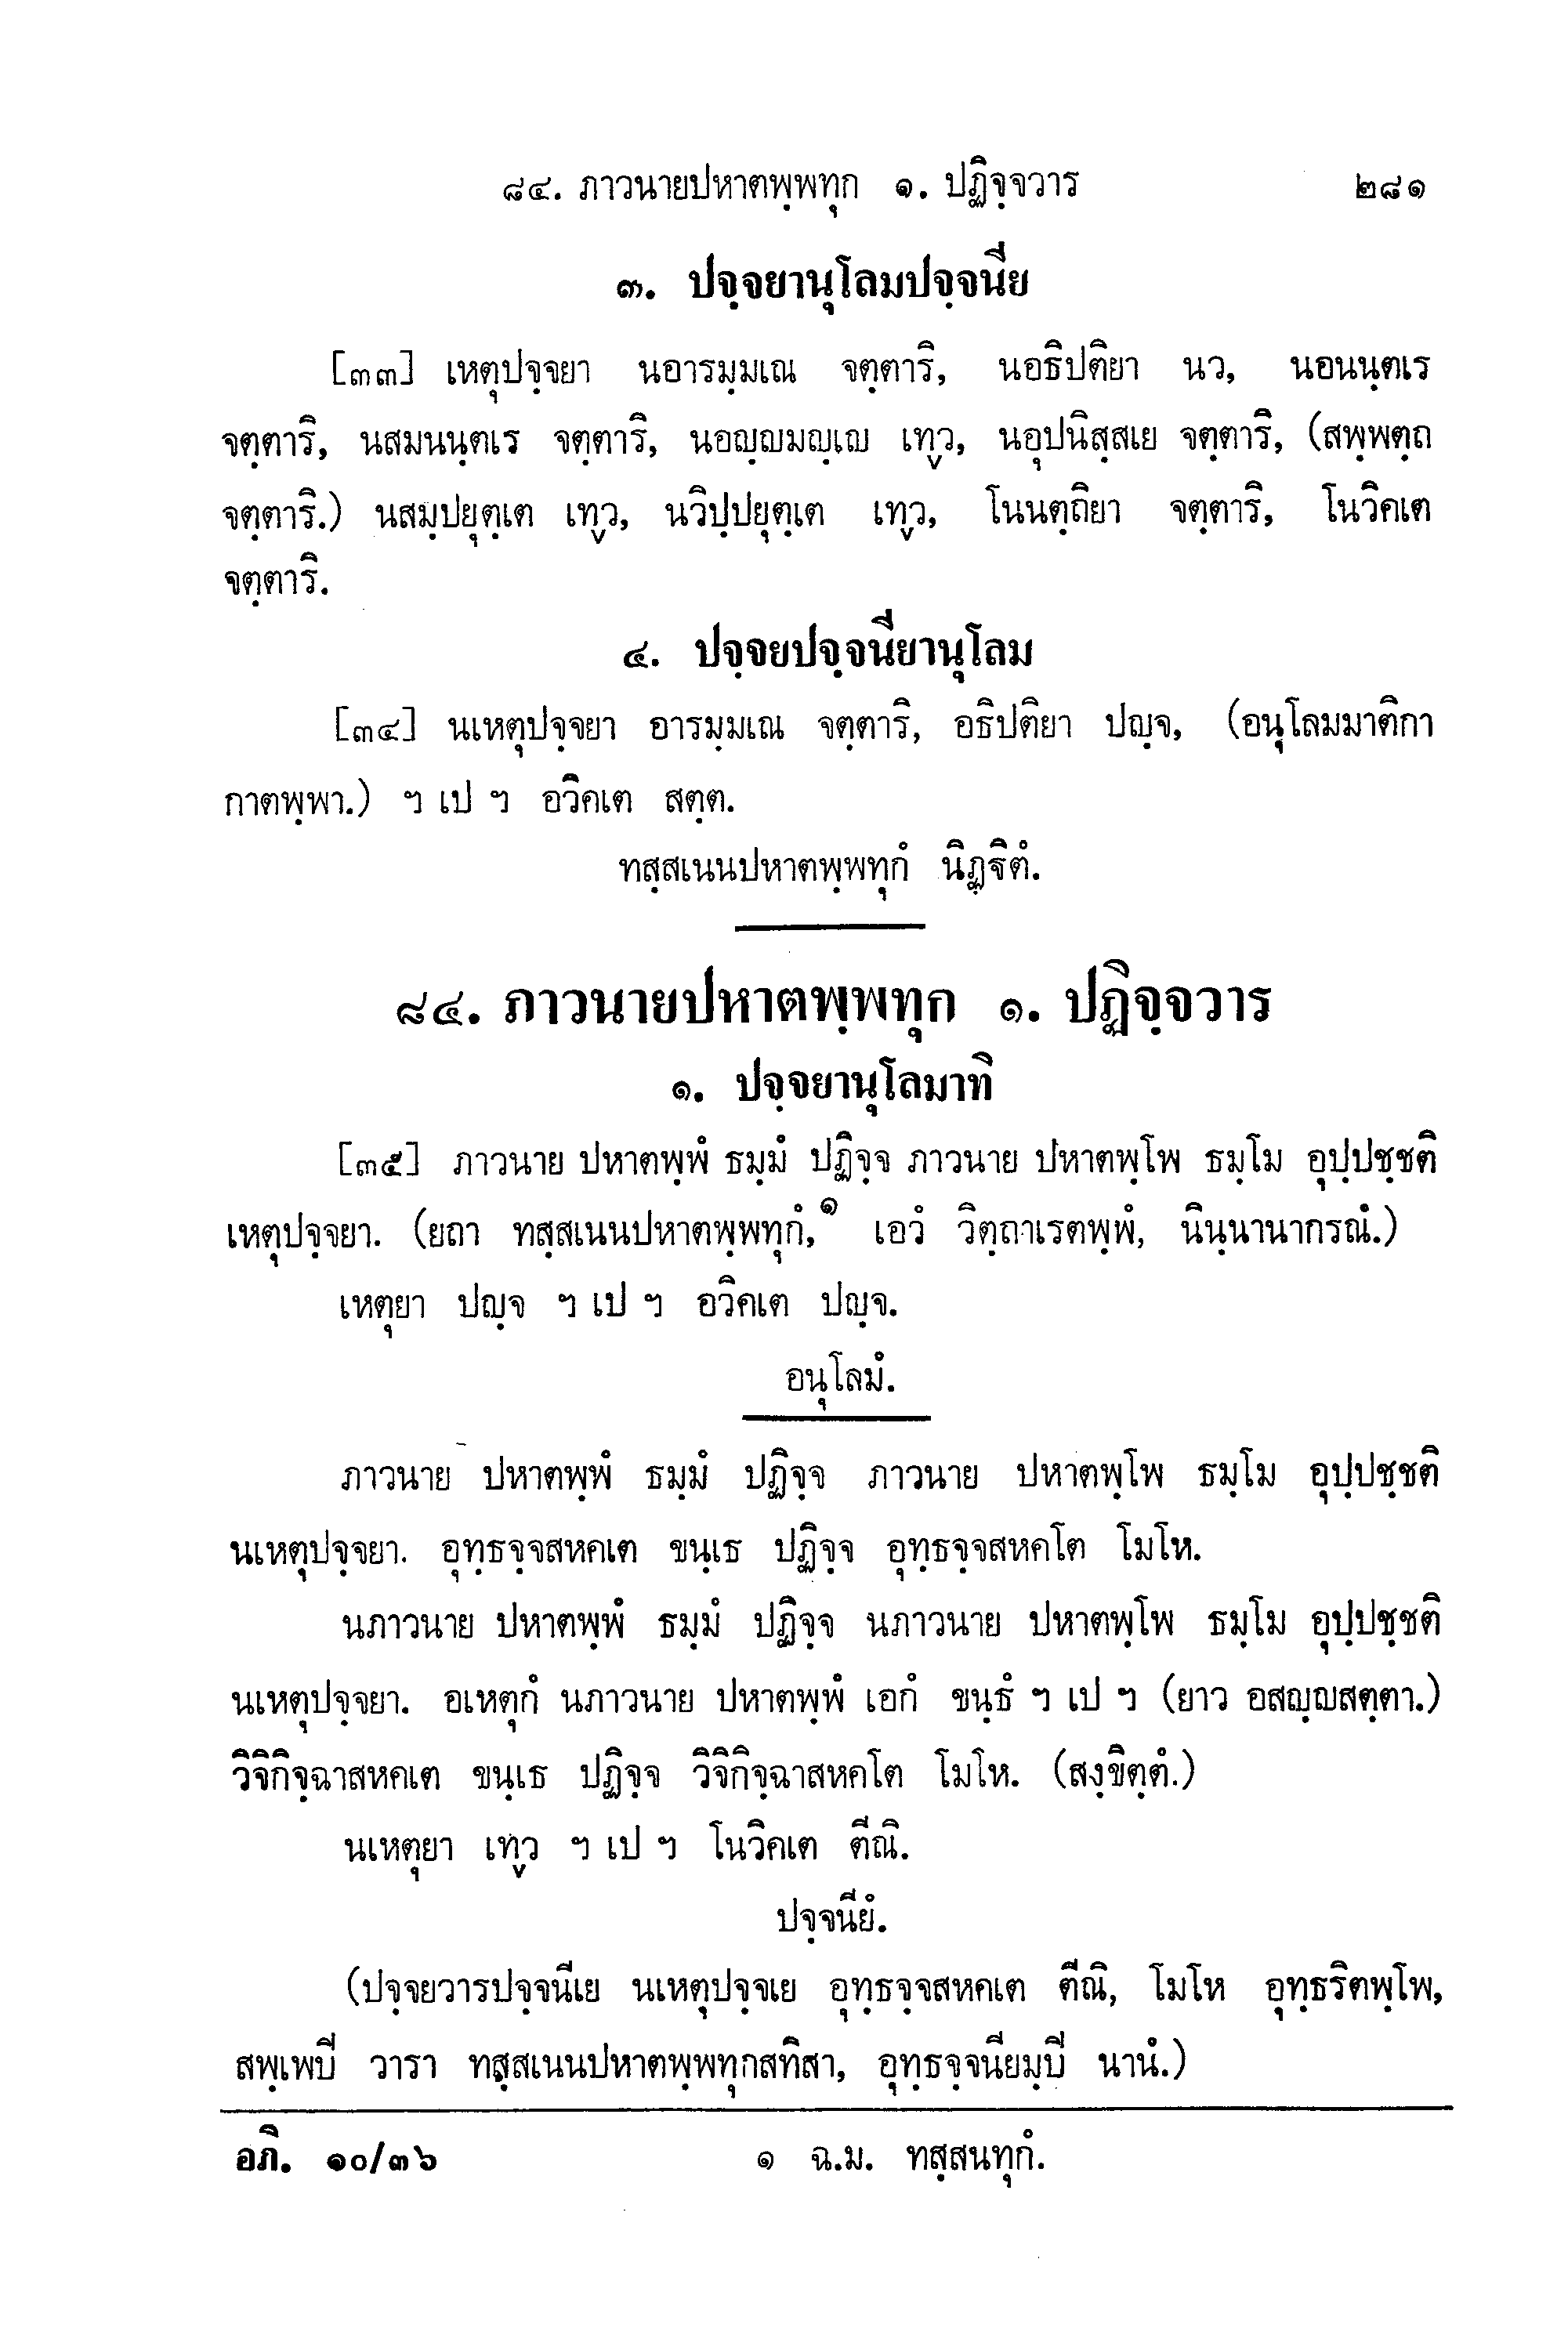 ๘๔. ภาวนายปหาตพฺพทุก ๑. ปฏิจฺจวาร ๒๘๑
๓. ปจฺจยานุโลมปจฺจนีย
[๓๓] เหตุปจฺจยา นอารมฺมเณ จตฺตาริ, นอธิปติยา นว, นอนนฺตเร
จตฺตาริ, นสมนนฺตเร จตฺตาริ, นอญฺญมญฺเญ เทฺว, นอุปนิสฺสเย จตฺตาริ, (สพฺพตฺถ
จตฺตาริ.) นสมฺปยุตฺเต เทฺว, นวิปฺปยุตฺเต เทฺว, โนนตฺถิยา จตฺตาริ, โนวิคเต
จตฺตาริ.
๔. ปจฺจยปจฺจนียานุโลม
[๓๔] นเหตุปจฺจยา อารมฺมเณ จตฺตาริ, อธิปติยา ปญฺจ, (อนุโลมมาติกา
กาตพฺพา.) ฯ เป ฯ อวิคเต สตฺต.
ทสฺสเนนปหาตพฺพทุกํ นิฏฺฐิตํ.
๘๔. ภาวนายปหาตพฺพทุก ๑. ปฏิจฺจวาร
๑. ปจฺจยานุโลมาทิ
[๓๕] ภาวนาย ปหาตพฺพํ ธมฺมํ ปฏิจฺจ ภาวนาย ปหาตพฺโพ ธมฺโม อุปฺปชฺชติ
เหตุปจฺจยา. (ยถา ทสฺสเนนปหาตพฺพทุกํ,๑ เอวํ วิตฺถาเรตพฺพํ, นินฺนานากรณํ.)
เหตุยา ปญฺจ ฯ เป ฯ อวิคเต ปญฺจ.
อนุโลมํ.
ภาวนาย ปหาตพฺพํ ธมฺมํ ปฏิจฺจ ภาวนาย ปหาตพฺโพ ธมฺโม อุปฺปชฺชติ
นเหตุปจฺจยา. อุทฺธจฺจสหคเต ขนฺเธ ปฏิจฺจ อุทฺธจฺจสหคโต โมโห.
นภาวนาย ปหาตพฺพํ ธมฺมํ ปฏิจฺจ นภาวนาย ปหาตพฺโพ ธมฺโม อุปฺปชฺชติ
นเหตุปจฺจยา. อเหตุกํ นภาวนาย ปหาตพฺพํ เอกํ ขนฺธํ ฯ เป ฯ (ยาว อสญฺญสตฺตา.)
วิจิกิจฺฉาสหคเต ขนฺเธ ปฏิจฺจ วิจิกิจฺฉาสหคโต โมโห. (สงฺขิตฺตํ.)
นเหตุยา เทฺว ฯ เป ฯ โนวิคเต ตีณิ.
ปจฺจนียํ.
(ปจฺจยวารปจฺจนีเย นเหตุปจฺจเย อุทฺธจฺจสหคเต ตีณิ, โมโห อุทฺธริตพฺโพ,
สพฺเพปี วารา ทสฺสเนนปหาตพฺพทุกสทิสา, อุทฺธจฺจนียมฺปี นานํ.)
อภิ. ๑๐/๓๖ ๑ ฉ.ม. ทสฺสนทุกํ.